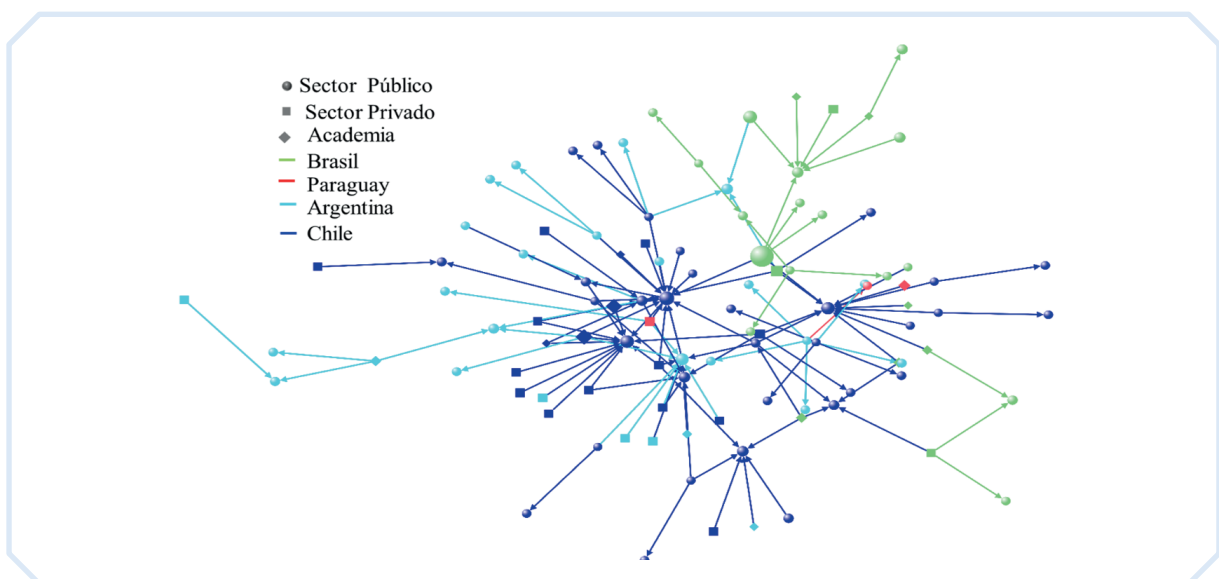 Sector Público
Sector Privado
Academia
Brasil
Paraguay
Argentina
Chile